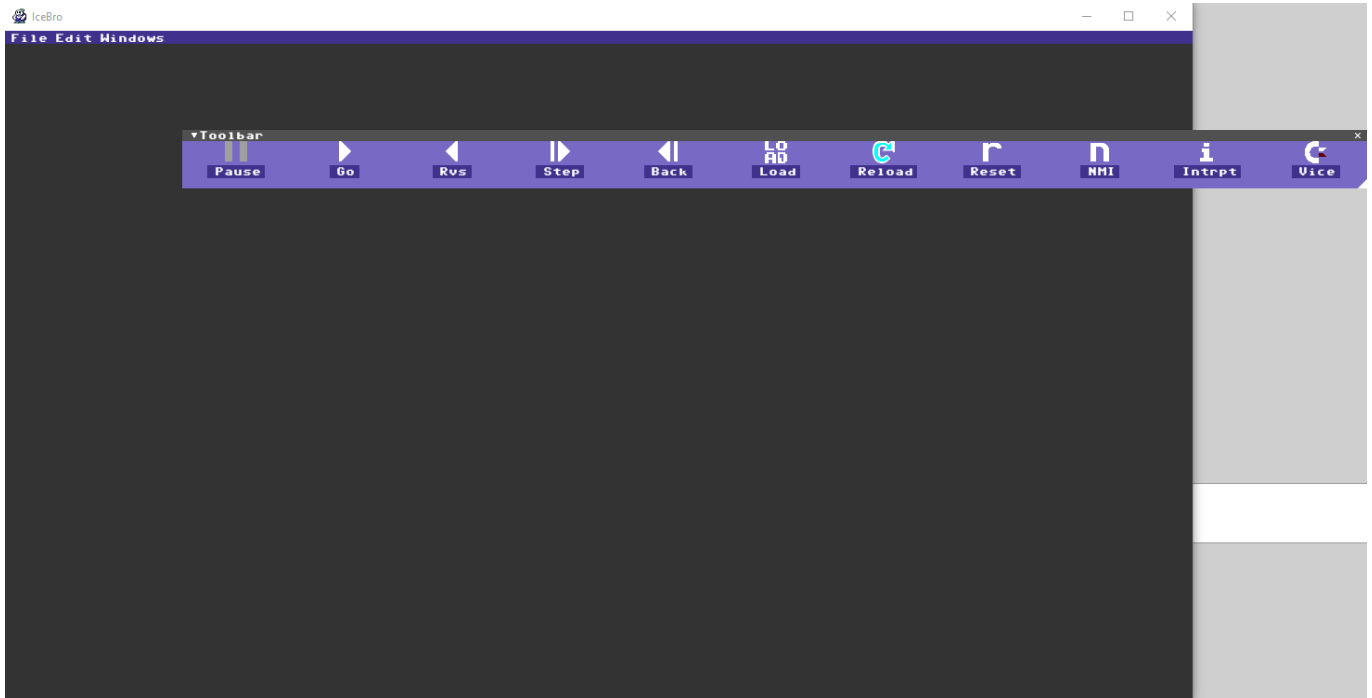 IceBro
File Edit Windows
▼Toolbar ×
LO
AD
C r n i C
Pause Go Rvs Step Back Load Reload Reset NMI Intrpt Vice